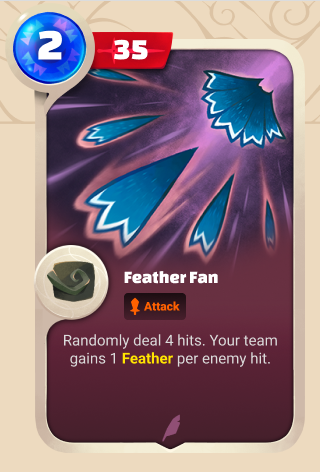 2
35
Feather Fan
Attack
Randomly deal 4 hits. Your team
gains 1 Feather per enemy hit.